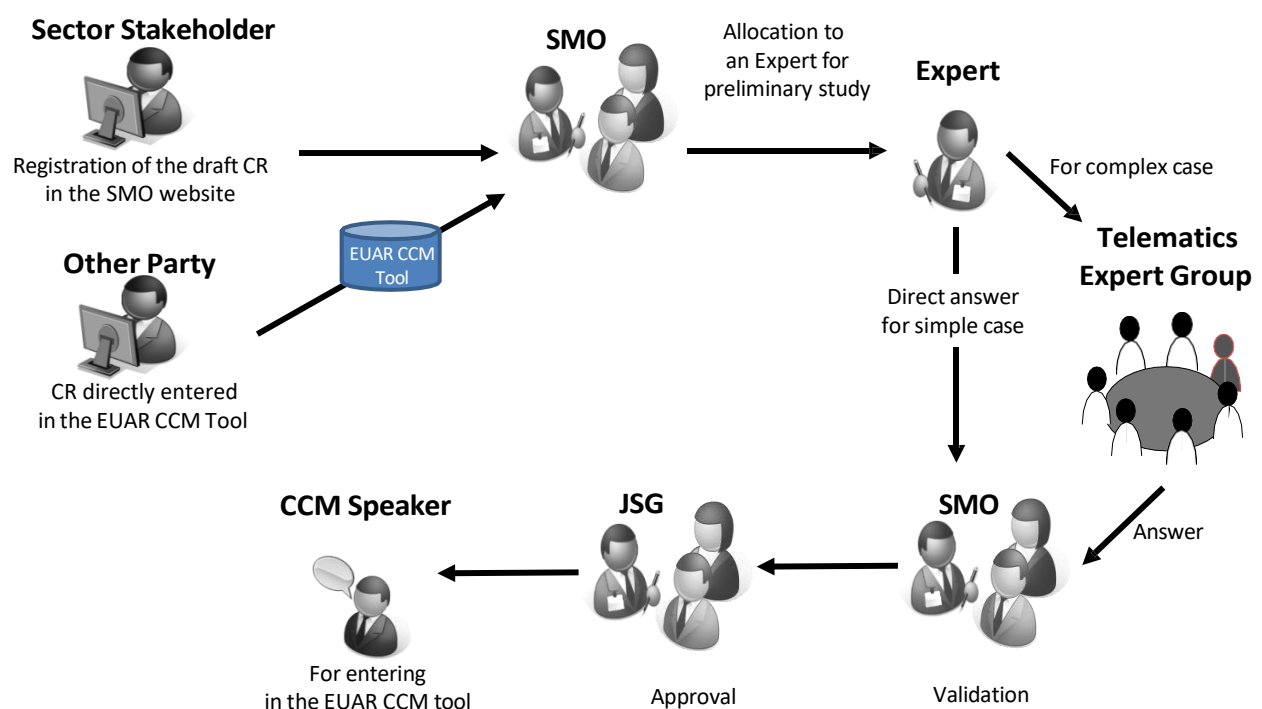 Sector Stakeholder
Registration of the draft CR
in the SMO website
SMO
Allocation to
an Expert for
preliminary study
Expert
For complex case
Telematics
Expert Group
EUAR CCM
Tool
Other Party
CR directly entered
in the EUAR CCM Tool
Direct answer
for simple case
Answer
SMO
Validation
JSG
Approval
CCM Speaker
For entering
in the EUAR CCM tool